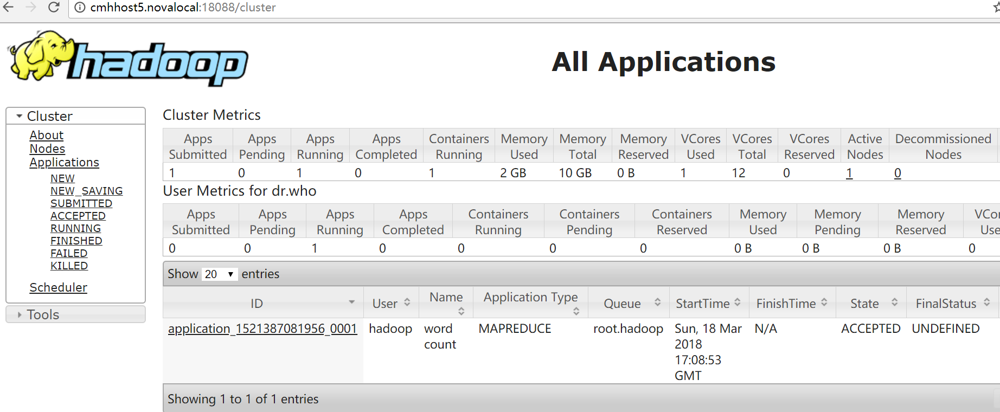 cmhhost5.novalocal:18088/cluster
hadoop
All Applications
Cluster
About
Nodes
Applications
NEW
NEW_SAVING
SUBMITTED
ACCEPTED
RUNNING
FINISHED
FAILED
KILLED
Scheduler
Tools
Cluster Metrics
Apps Submitted Apps Pending Apps Running Apps Completed Containers Running Memory Used Memory Total Memory Reserved VCores Used VCores Total VCores Reserved Active Nodes Decommissioned Nodes
1 0 1 0 1 2 GB 10 GB 0 B 1 12 0 1 0
User Metrics for dr.who
Apps Submitted Apps Pending Apps Running Apps Completed Containers Running Containers Pending Containers Reserved Memory Used Memory Pending Memory Reserved
0 0 1 0 0 0 0 0 B 0 B 0 B 0
Show 20 entries
ID User Name Application Type Queue StartTime FinishTime State FinalStatus
application_1521387081956_0001 hadoop word count MAPREDUCE root.hadoop Sun, 18 Mar 2018 17:08:53 GMT N/A ACCEPTED UNDEFINED
Showing 1 to 1 of 1 entries